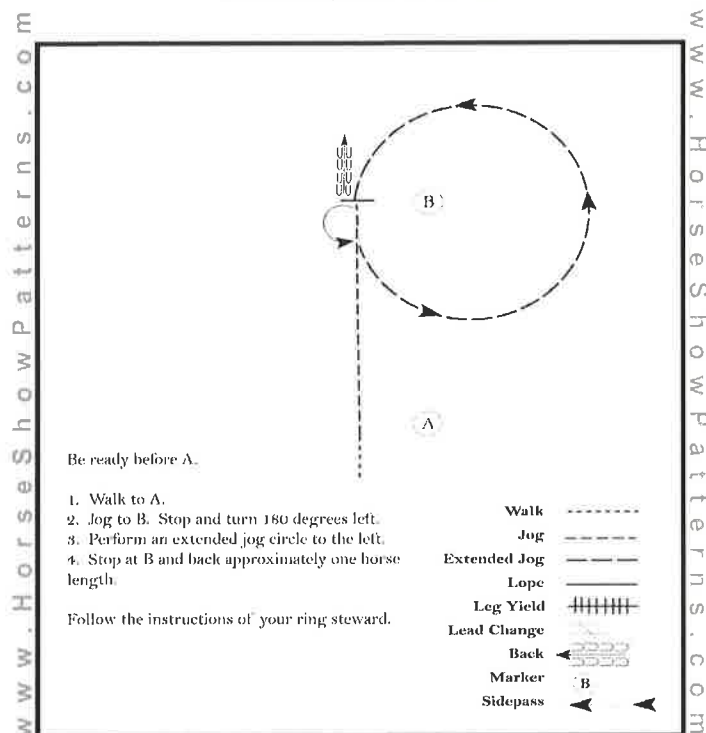 www.HorseShowPatterns.com
B
A
Be ready before A.
1. Walk to A.
2. Jog to B. Stop and turn 180 degrees left.
3. Perform an extended jog circle to the left.
4. Stop at B and back approximately one horse
length.
Follow the instructions of your ring steward.
Walk
Jog
Extended Jog
Lope
Leg Yield
Lead Change
Back
Marker B
Sidepass
www.HorseShowPatterns.com